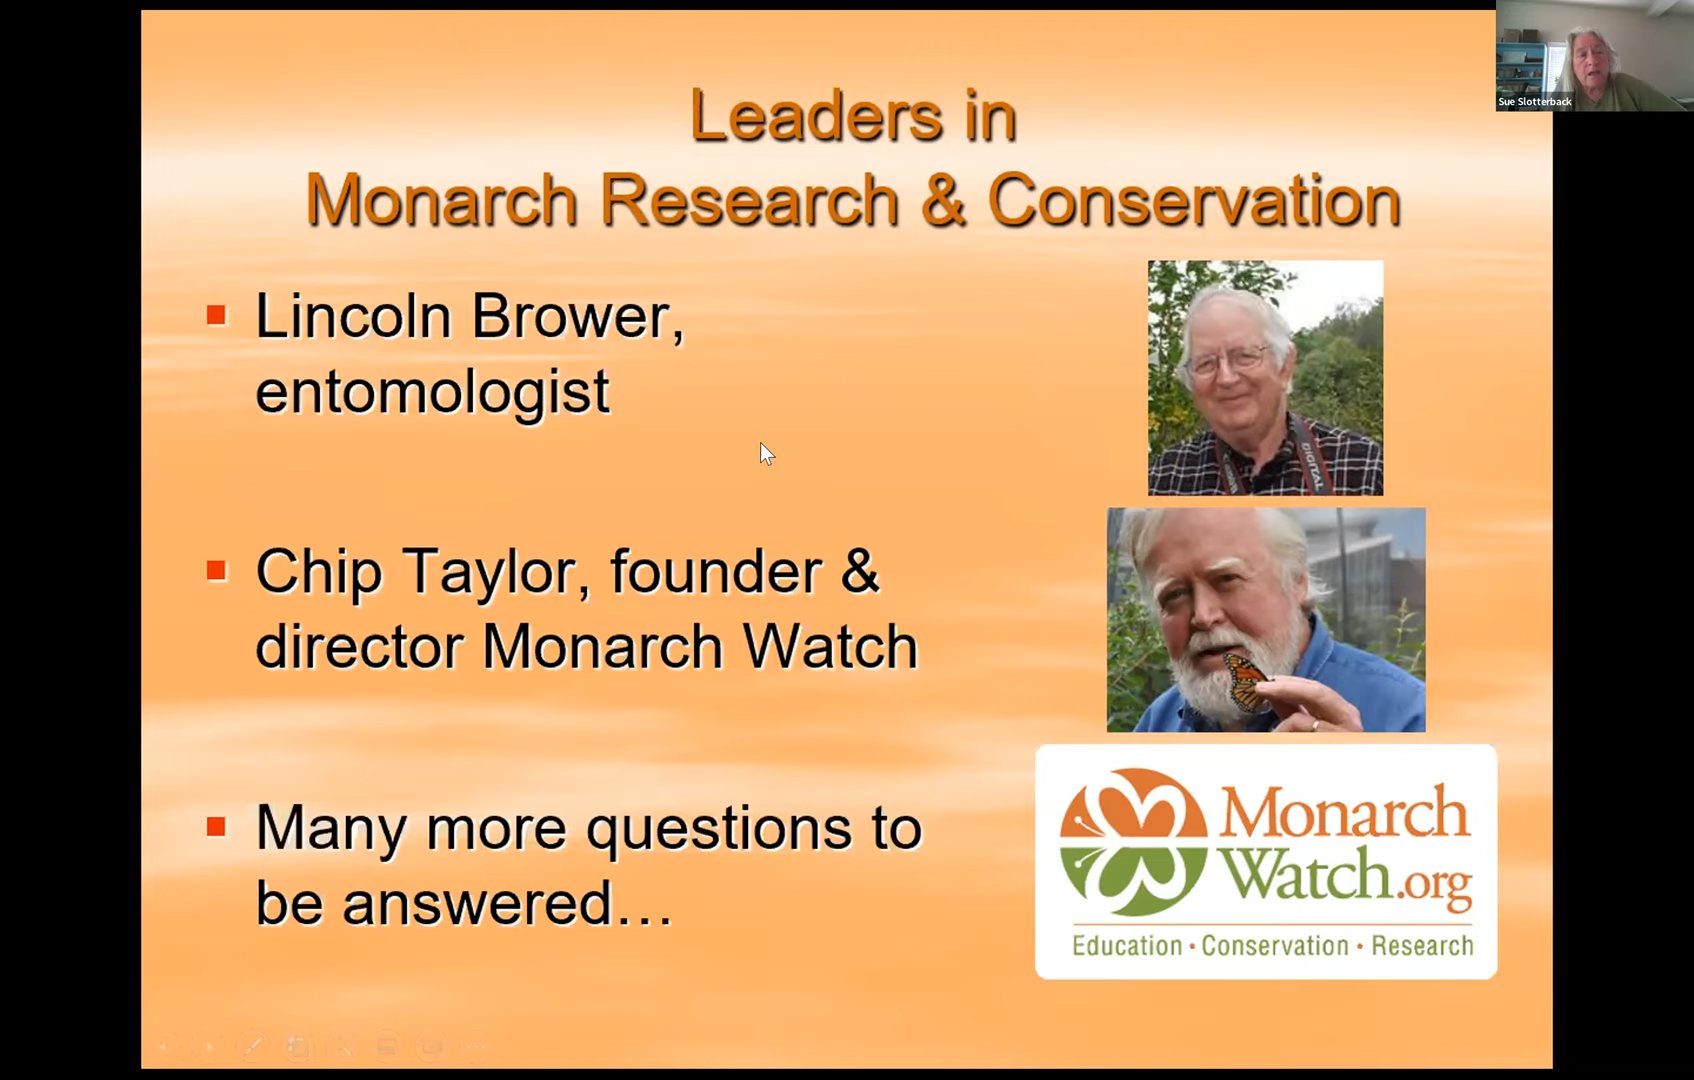 Sue Slotterback
Leaders in
Monarch Research & Conservation
Lincoln Brower,
entomologist
DIGITAL
Chip Taylor, founder &
director Monarch Watch
Many more questions to
be answered…
Monarch
Watch.org
Education • Conservation • Research